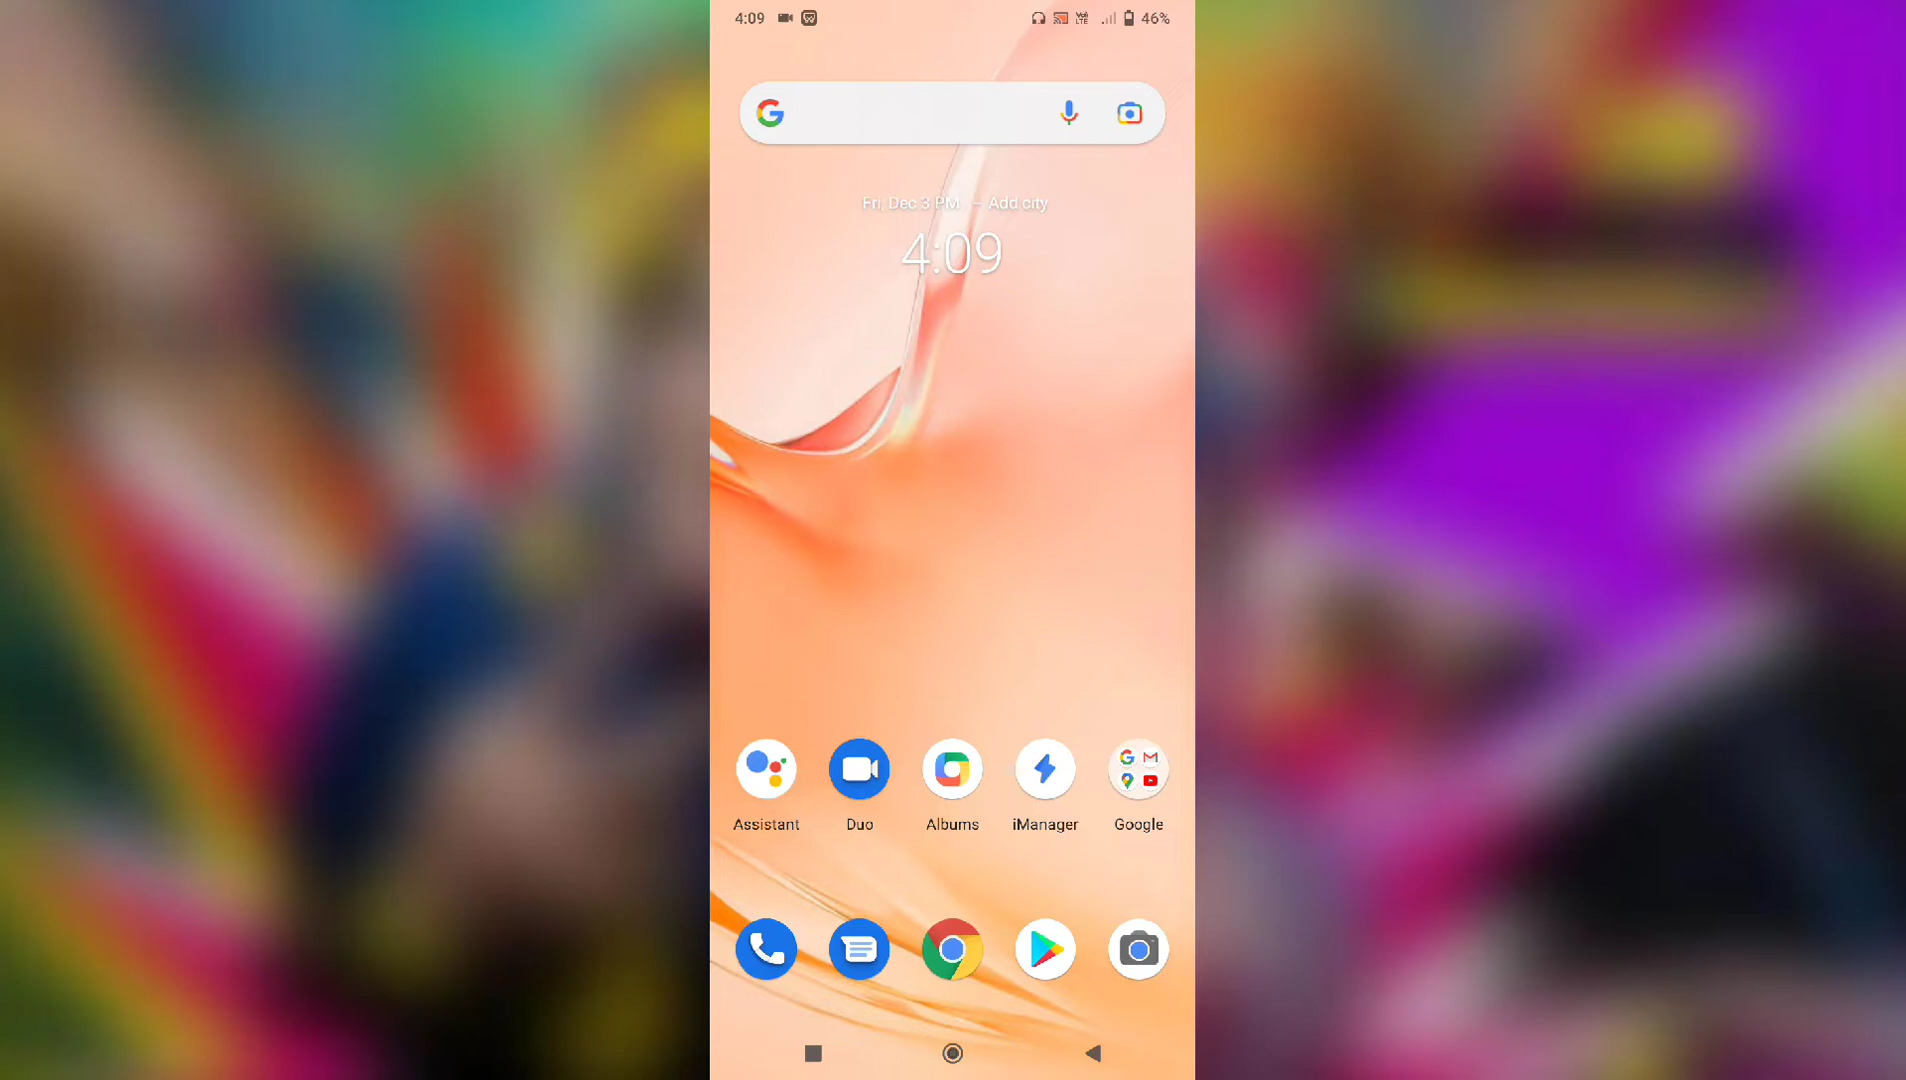 4:09 46%
Fri, Dec 3 PM – Add city
4:09
Assistant Duo Albums iManager Google